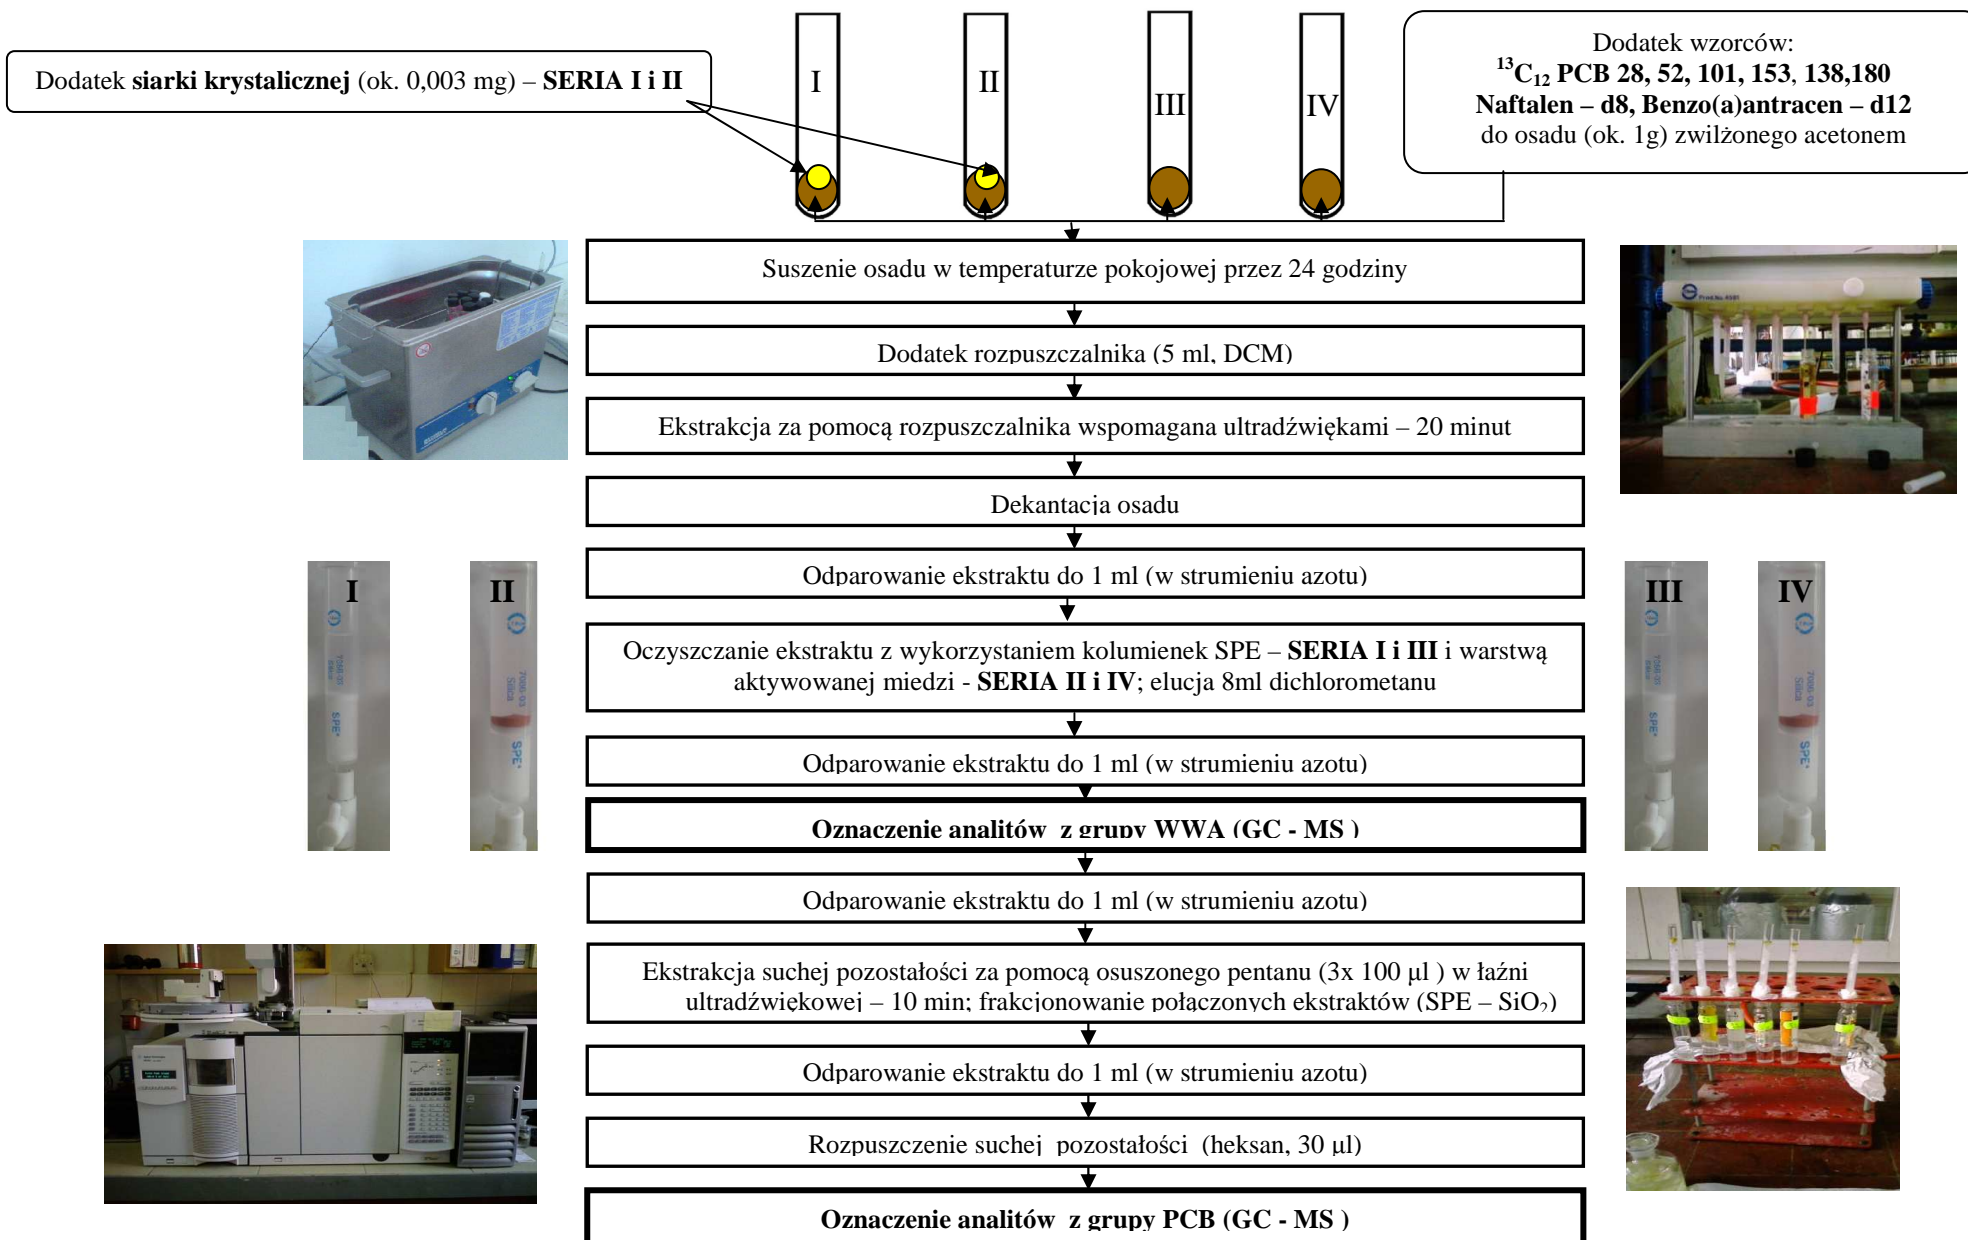 Dodatek siarki krystalicznej (ok. 0,003 mg) – SERIA I i II
I
II
III
IV
Dodatek wzorców:
¹³C₁₂ PCB 28, 52, 101, 153, 138,180
Naftalen – d8, Benzo(a)antracen – d12
do osadu (ok. 1g) zwilżonego acetonem
Suszenie osadu w temperaturze pokojowej przez 24 godziny
Dodatek rozpuszczalnika (5 ml, DCM)
Ekstrakcja za pomocą rozpuszczalnika wspomagana ultradźwiękami – 20 minut
Dekantacja osadu
Odparowanie ekstraktu do 1 ml (w strumieniu azotu)
I
II
III
IV
SPE*
Silica
SPE*
SPE*
Silica
SPE*
Oczyszczanie ekstraktu z wykorzystaniem kolumienek SPE – SERIA I i III i warstwą
aktywowanej miedzi - SERIA II i IV; elucja 8ml dichlorometanu
Odparowanie ekstraktu do 1 ml (w strumieniu azotu)
Oznaczenie analitów z grupy WWA (GC - MS )
Odparowanie ekstraktu do 1 ml (w strumieniu azotu)
Ekstrakcja suchej pozostałości za pomocą osuszonego pentanu (3x 100 µl ) w łaźni
ultradźwiękowej – 10 min; frakcjonowanie połączonych ekstraktów (SPE – SiO₂)
Odparowanie ekstraktu do 1 ml (w strumieniu azotu)
Rozpuszczenie suchej pozostałości (heksan, 30 µl)
Oznaczenie analitów z grupy PCB (GC - MS )